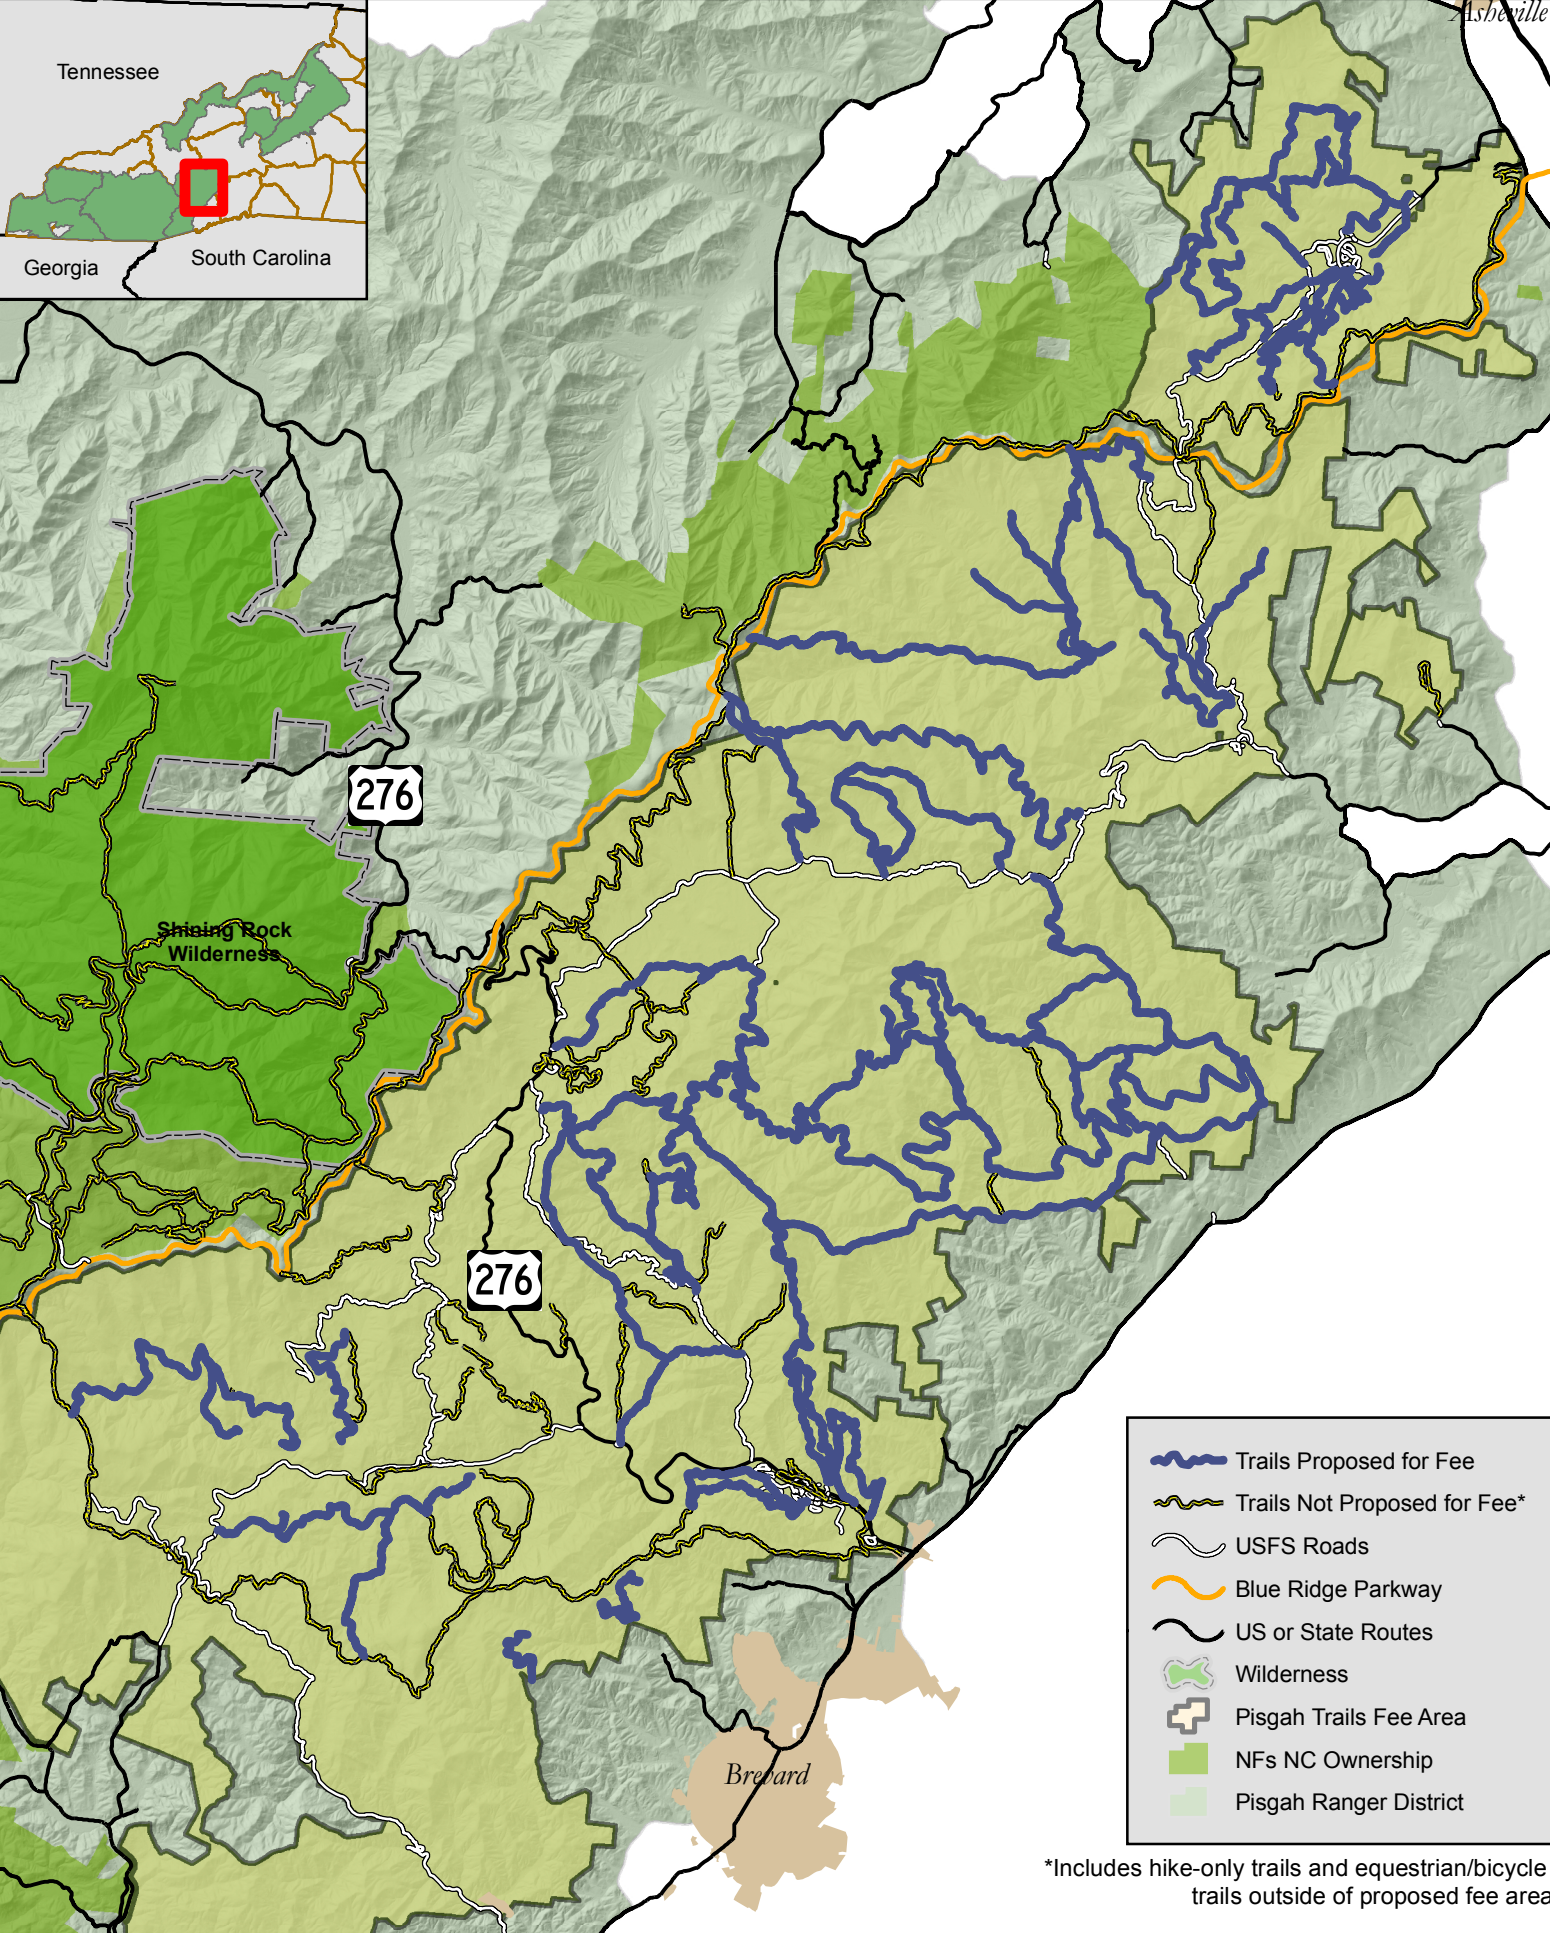 Asheville
Tennessee
South Carolina
Georgia
276
Shining Rock
Wilderness
276
Trails Proposed for Fee
Trails Not Proposed for Fee*
USFS Roads
Blue Ridge Parkway
US or State Routes
Wilderness
Pisgah Trails Fee Area
NFs NC Ownership
Pisgah Ranger District
Brevard
*Includes hike-only trails and equestrian/bicycle
trails outside of proposed fee area